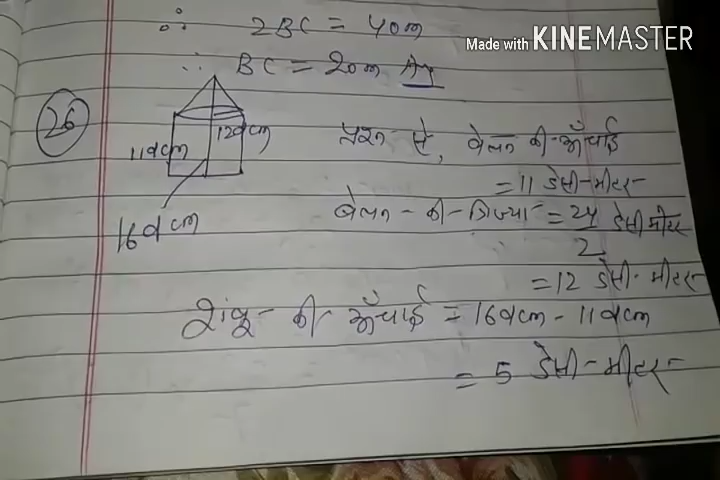 ∴ 2BC = 40m
Made with KINEMASTER
∴ BC = 20m Ans
26
12dcm
11dcm
16dcm
प्रश्न से, बेलन की ऊँचाई
= 11 डेसी-मीटर
बेलन की त्रिज्या = 24/2 डेसीमीटर
= 12 डेसी-मीटर
शंकु की ऊँचाई = 16dcm - 11dcm
= 5 डेसी-मीटर